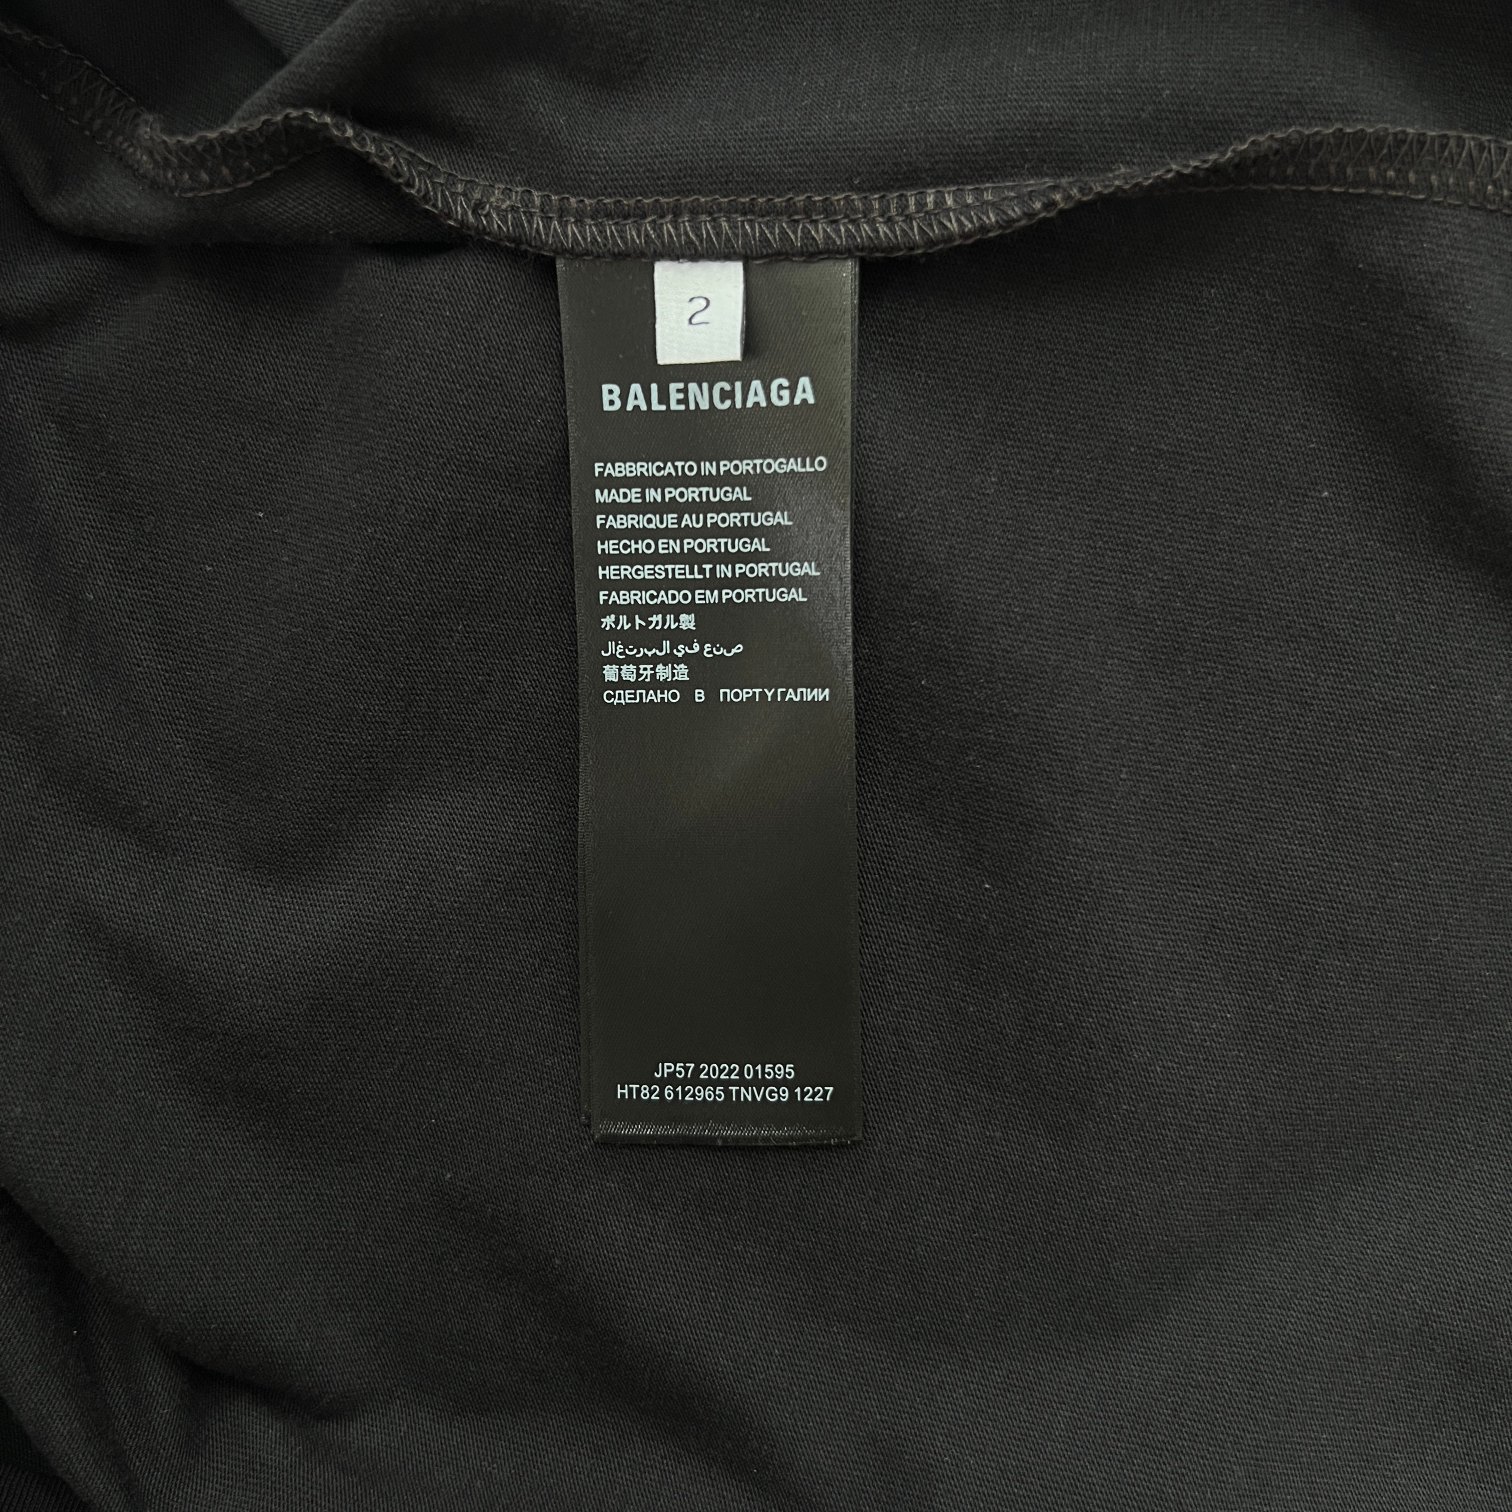 2
BALENCIAGA
FABBRICATO IN PORTOGALLO
MADE IN PORTUGAL
FABRIQUE AU PORTUGAL
HECHO EN PORTUGAL
HERGESTELLT IN PORTUGAL
FABRICADO EM PORTUGAL
ポルトガル製
صنع في البرتغال
葡萄牙制造
СДЕЛАНО В ПОРТУГАЛИИ
JP57 2022 01595
HT82 612965 TNVG9 1227